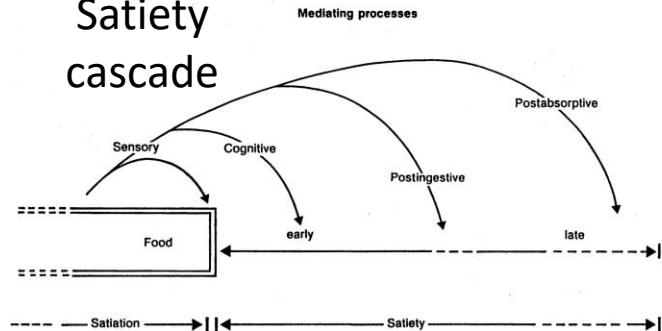 Satiety
cascade
Mediating processes
Postabsorptive
Sensory
Cognitive
Postingestive
Food
early
late
Satiation
Satiety